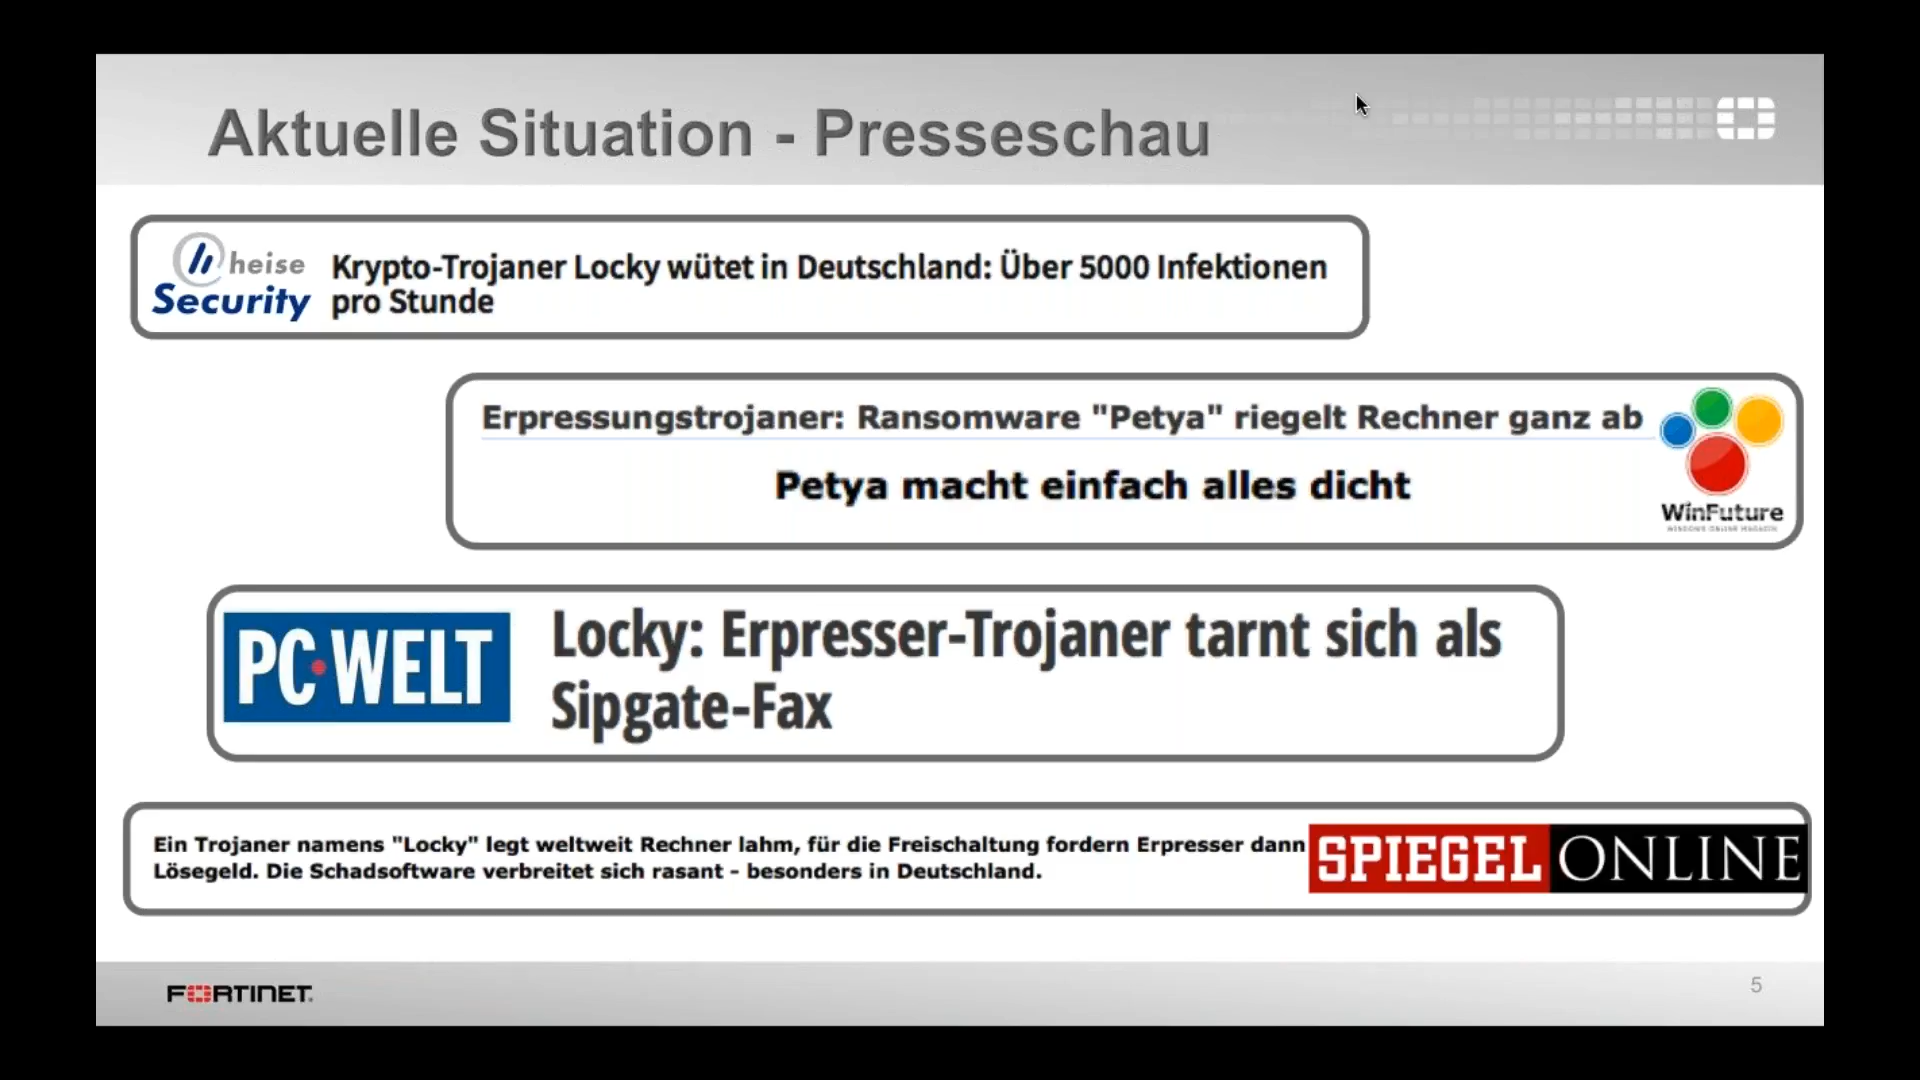 Aktuelle Situation - Presseschau
heise
Security
Krypto-Trojaner Locky wütet in Deutschland: Über 5000 Infektionen
pro Stunde
Erpressungstrojaner: Ransomware "Petya" riegelt Rechner ganz ab
Petya macht einfach alles dicht
WinFuture
WINDOWS ONLINE MAGAZIN
PC WELT
Locky: Erpresser-Trojaner tarnt sich als
Sipgate-Fax
Ein Trojaner namens "Locky" legt weltweit Rechner lahm, für die Freischaltung fordern Erpresser dann
Lösegeld. Die Schadsoftware verbreitet sich rasant - besonders in Deutschland.
SPIEGEL ONLINE
FORTINET
5